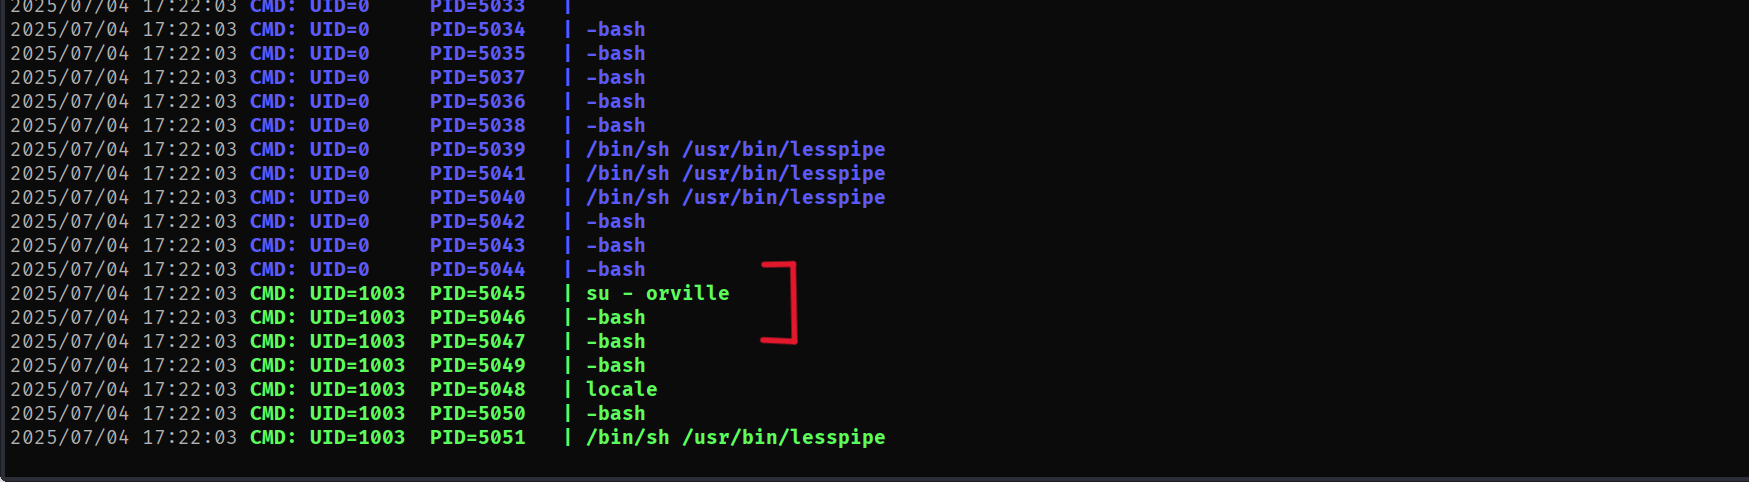 2025/07/04 17:22:03 CMD: UID=0     PID=5033   |
2025/07/04 17:22:03 CMD: UID=0     PID=5034   | -bash
2025/07/04 17:22:03 CMD: UID=0     PID=5035   | -bash
2025/07/04 17:22:03 CMD: UID=0     PID=5037   | -bash
2025/07/04 17:22:03 CMD: UID=0     PID=5036   | -bash
2025/07/04 17:22:03 CMD: UID=0     PID=5038   | -bash
2025/07/04 17:22:03 CMD: UID=0     PID=5039   | /bin/sh /usr/bin/lesspipe
2025/07/04 17:22:03 CMD: UID=0     PID=5041   | /bin/sh /usr/bin/lesspipe
2025/07/04 17:22:03 CMD: UID=0     PID=5040   | /bin/sh /usr/bin/lesspipe
2025/07/04 17:22:03 CMD: UID=0     PID=5042   | -bash
2025/07/04 17:22:03 CMD: UID=0     PID=5043   | -bash
2025/07/04 17:22:03 CMD: UID=0     PID=5044   | -bash
2025/07/04 17:22:03 CMD: UID=1003  PID=5045   | su - orville
2025/07/04 17:22:03 CMD: UID=1003  PID=5046   | -bash
2025/07/04 17:22:03 CMD: UID=1003  PID=5047   | -bash
2025/07/04 17:22:03 CMD: UID=1003  PID=5049   | -bash
2025/07/04 17:22:03 CMD: UID=1003  PID=5048   | locale
2025/07/04 17:22:03 CMD: UID=1003  PID=5050   | -bash
2025/07/04 17:22:03 CMD: UID=1003  PID=5051   | /bin/sh /usr/bin/lesspipe